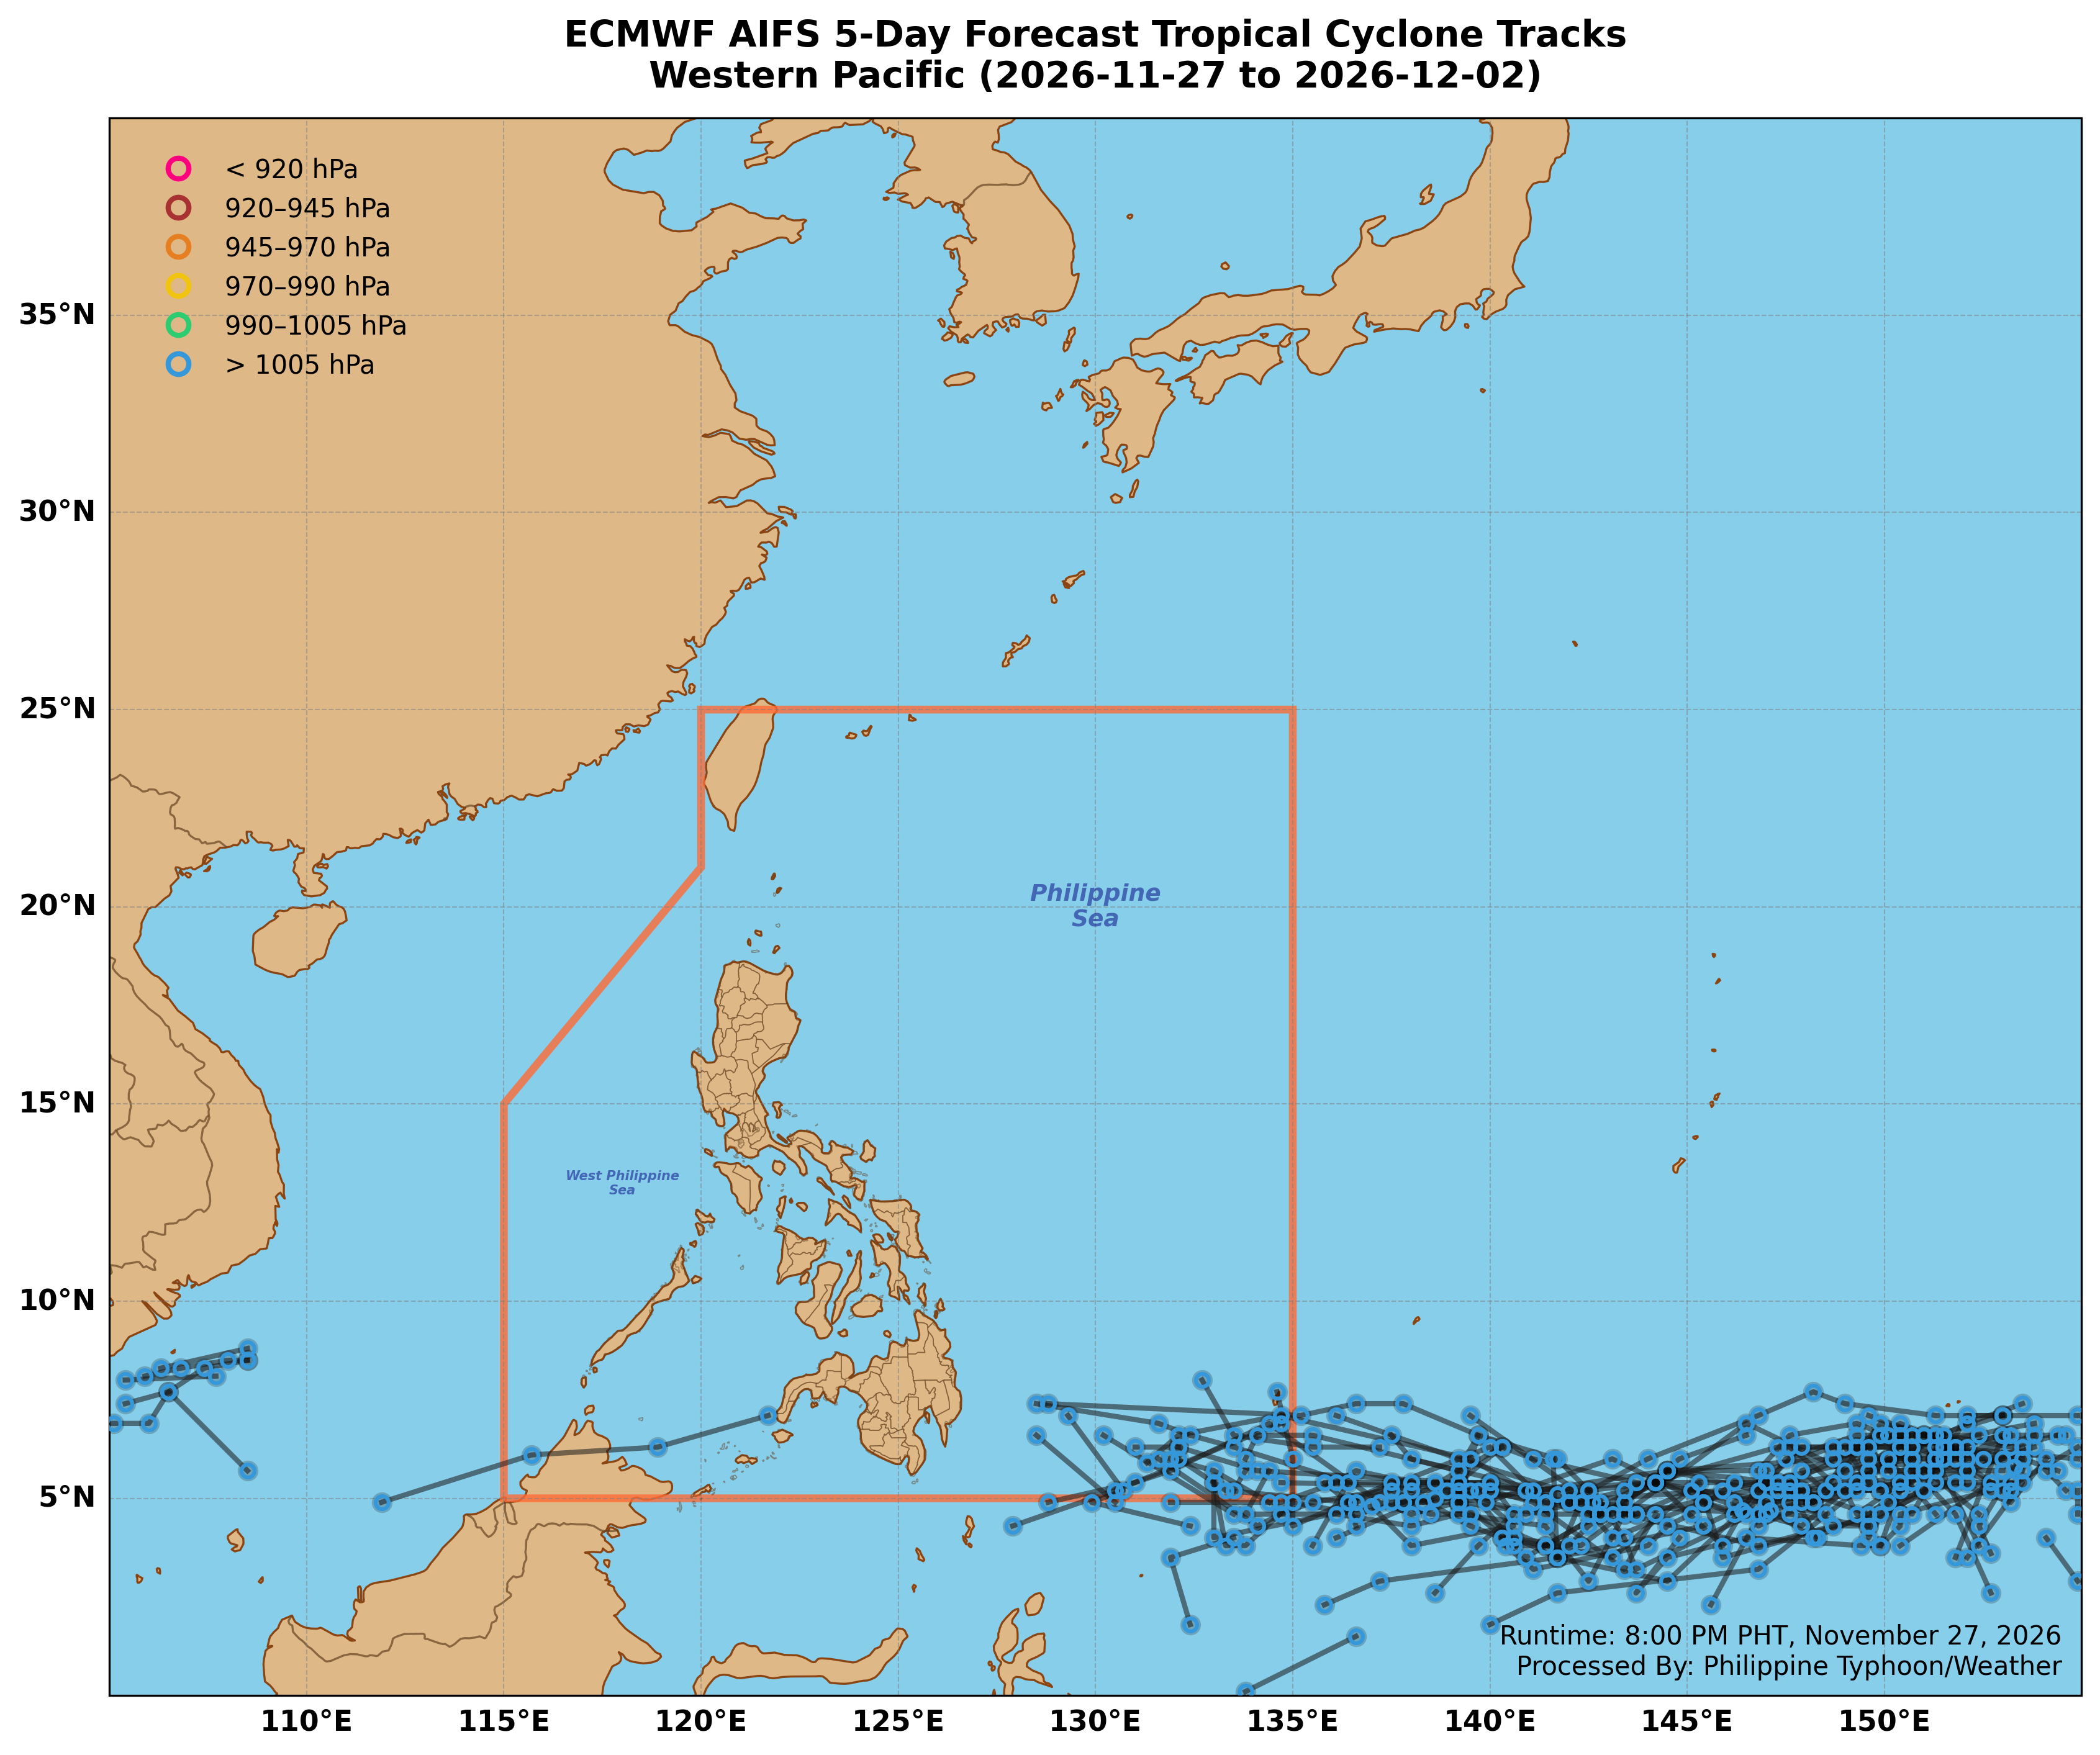 ECMWF AIFS 5-Day Forecast Tropical Cyclone Tracks
Western Pacific (2026-11-27 to 2026-12-02)
< 920 hPa
920–945 hPa
945–970 hPa
970–990 hPa
990–1005 hPa
> 1005 hPa
35°N
30°N
25°N
20°N
15°N
10°N
5°N
Philippine
Sea
West Philippine
Sea
Runtime: 8:00 PM PHT, November 27, 2026
Processed By: Philippine Typhoon/Weather
110°E
115°E
120°E
125°E
130°E
135°E
140°E
145°E
150°E